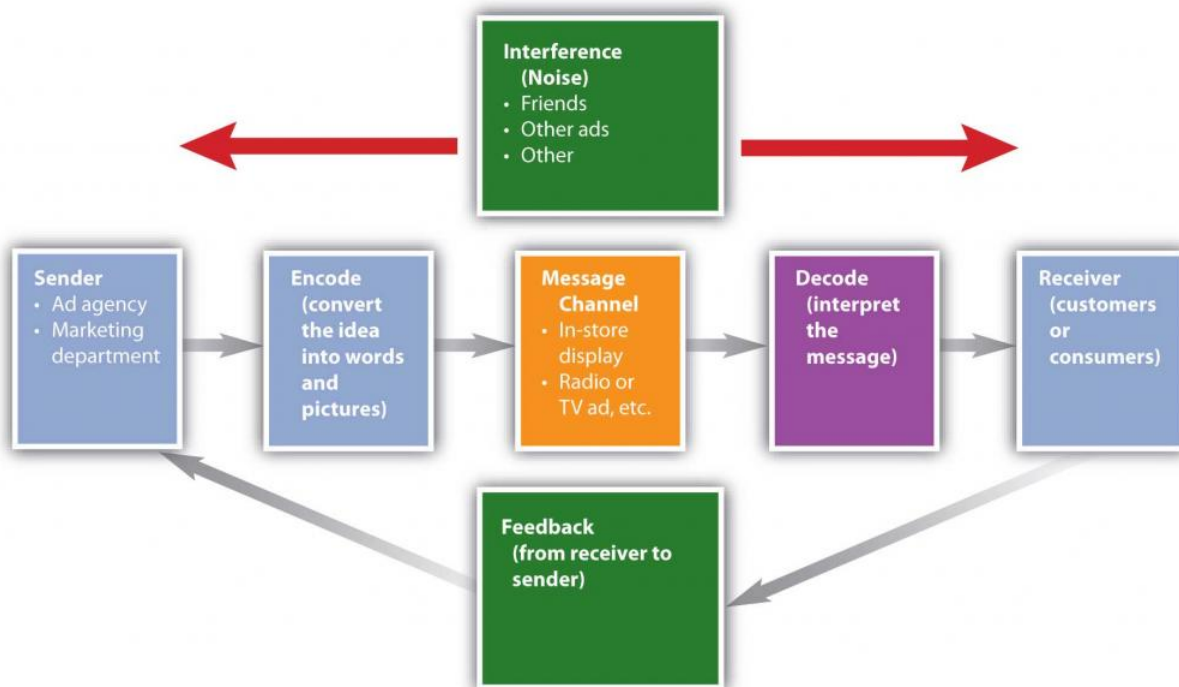 Interference
(Noise)
• Friends
• Other ads
• Other
Sender
• Ad agency
• Marketing
department
Encode
(convert
the idea
into words
and
pictures)
Message
Channel
• In-store
display
• Radio or
TV ad, etc.
Decode
(interpret
the
message)
Receiver
(customers
or
consumers)
Feedback
(from receiver to
sender)